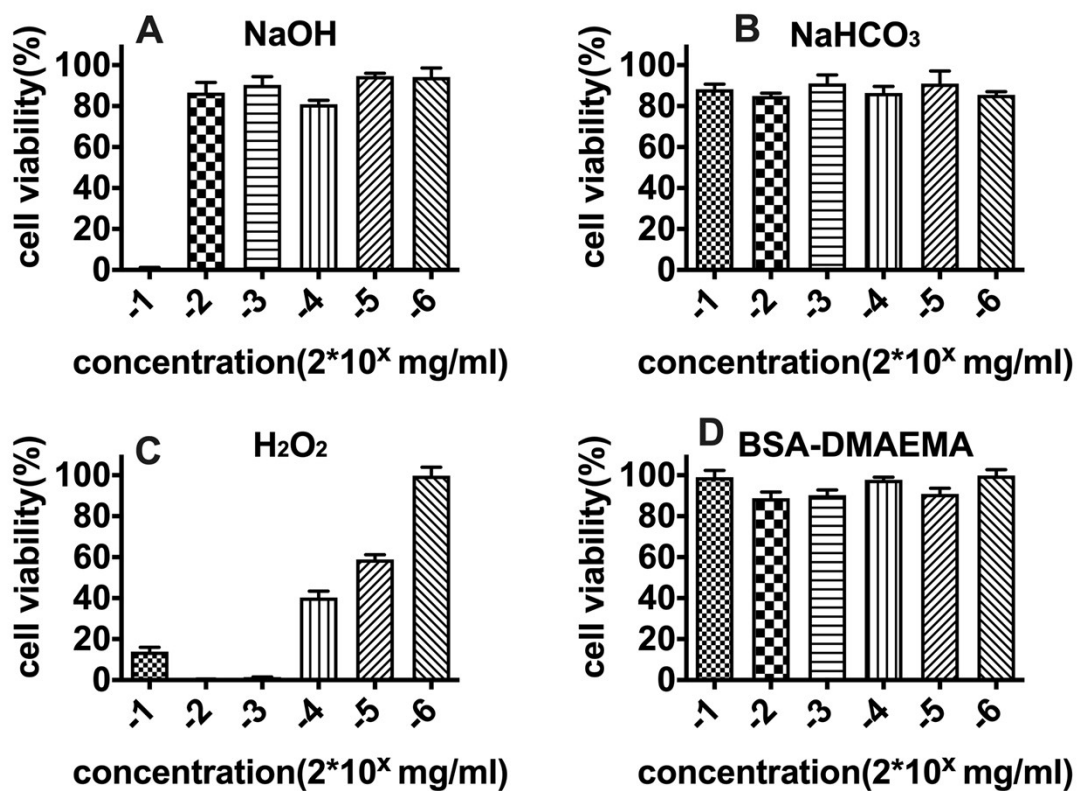 A
NaOH
cell viability(%)
100
80
60
40
20
0
-1 -2 -3 -4 -5 -6
concentration(2*10ˣ mg/ml)
B
NaHCO₃
cell viability(%)
100
80
60
40
20
0
-1 -2 -3 -4 -5 -6
concentration(2*10ˣ mg/ml)
C
H₂O₂
cell viability(%)
100
80
60
40
20
0
-1 -2 -3 -4 -5 -6
concentration(2*10ˣ mg/ml)
D
BSA-DMAEMA
cell viability(%)
100
80
60
40
20
0
-1 -2 -3 -4 -5 -6
concentration(2*10ˣ mg/ml)